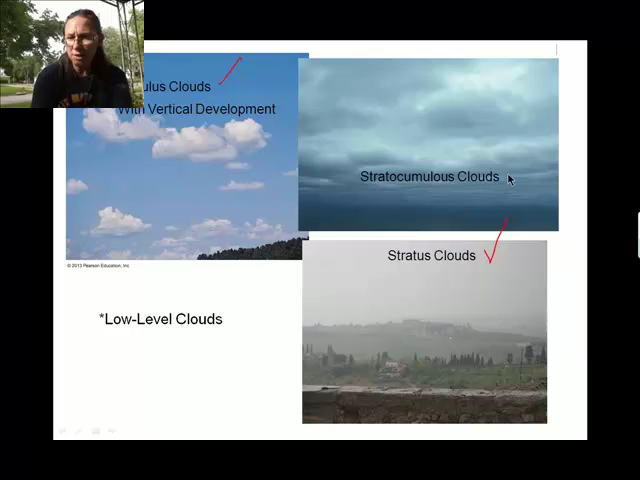 ulus Clouds
With Vertical Development
Stratocumulous Clouds
Stratus Clouds
© 2013 Pearson Education, Inc.
*Low-Level Clouds